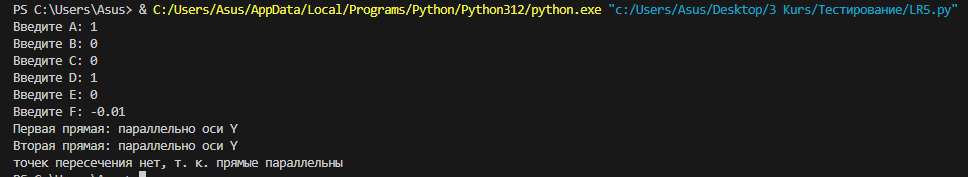 PS C:\Users\Asus> & C:/Users/Asus/AppData/Local/Programs/Python/Python312/python.exe "c:/Users/Asus/Desktop/3 Kurs/Тестирование/LR5.py"
Введите A: 1
Введите B: 0
Введите C: 0
Введите D: 1
Введите E: 0
Введите F: -0.01
Первая прямая: параллельно оси Y
Вторая прямая: параллельно оси Y
точек пересечения нет, т. к. прямые параллельны
PS C:\Users\Asus>